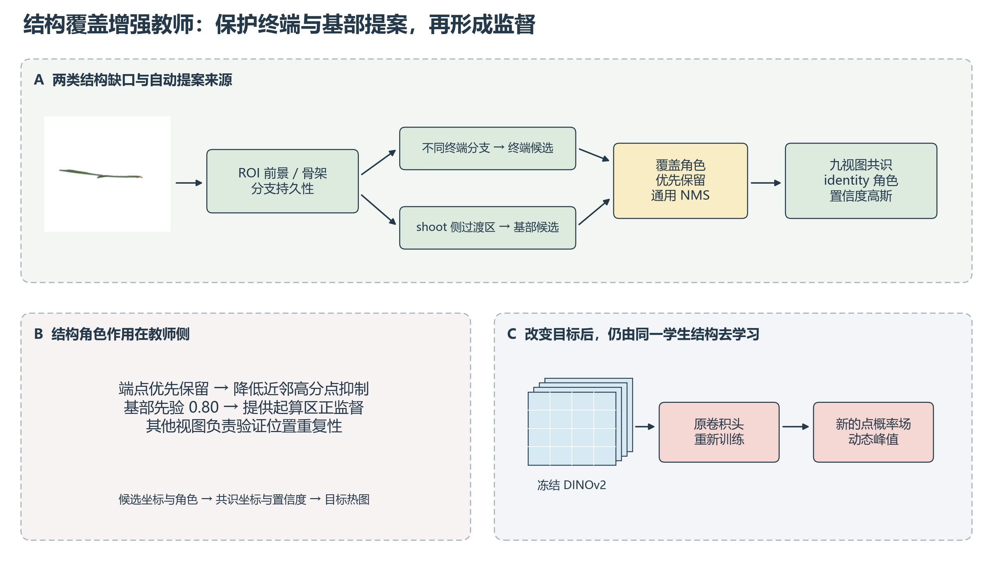 结构覆盖增强教师：保护终端与基部提案，再形成监督
A 两类结构缺口与自动提案来源
ROI 前景 / 骨架
分支持久性
不同终端分支 → 终端候选
shoot 侧过渡区 → 基部候选
覆盖角色
优先保留
通用 NMS
九视图共识
identity 角色
置信度高斯
B 结构角色作用在教师侧
端点优先保留 → 降低近邻高分点抑制
基部先验 0.80 → 提供起算区正监督
其他视图负责验证位置重复性
候选坐标与角色 → 共识坐标与置信度 → 目标热图
C 改变目标后，仍由同一学生结构去学习
冻结 DINOv2
原卷积头
重新训练
新的点概率场
动态峰值